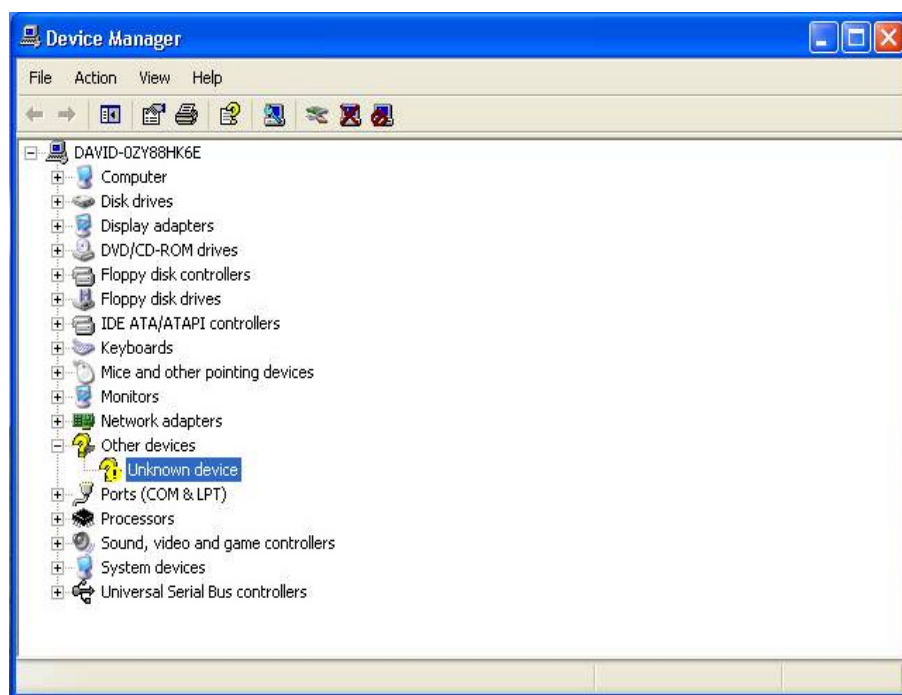 Device Manager
File Action View Help
DAVID-0ZY88HK6E
Computer
Disk drives
Display adapters
DVD/CD-ROM drives
Floppy disk controllers
Floppy disk drives
IDE ATA/ATAPI controllers
Keyboards
Mice and other pointing devices
Monitors
Network adapters
Other devices
Unknown device
Ports (COM & LPT)
Processors
Sound, video and game controllers
System devices
Universal Serial Bus controllers